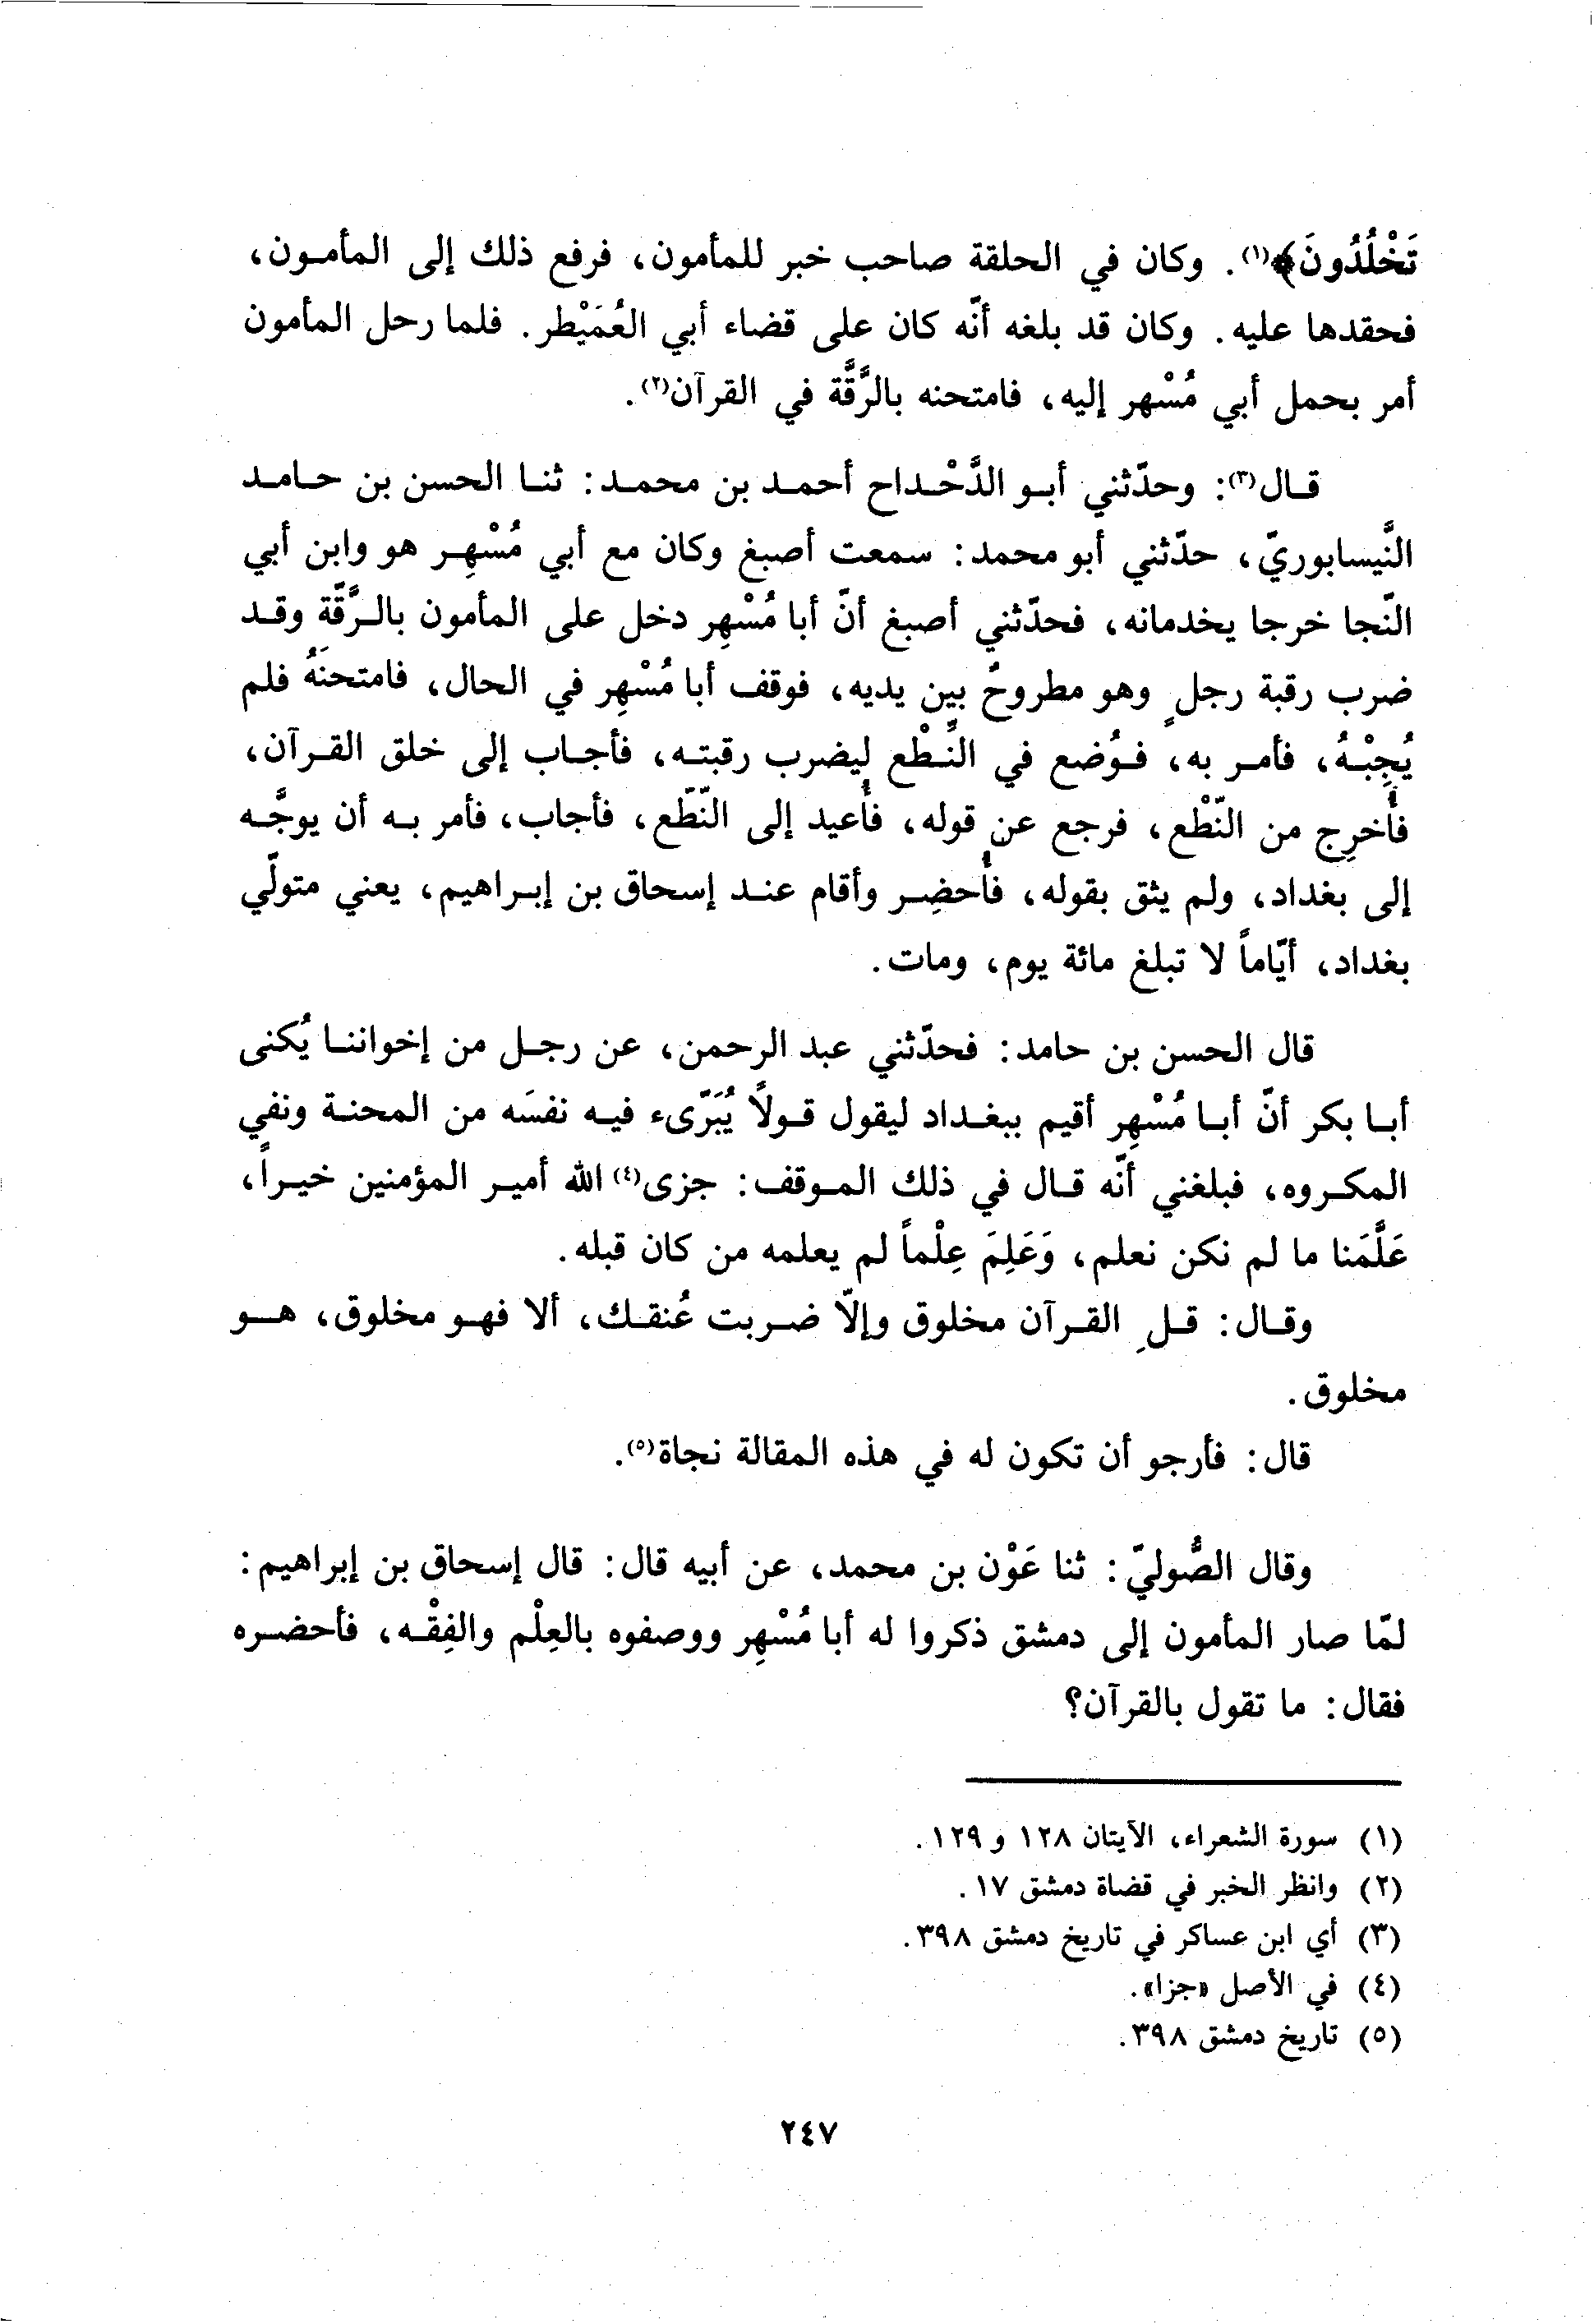 تَخْلُدُونَ﴾(١). وكان في الحلقة صاحب خبر للمأمون، فرفع ذلك إلى المأمون،
فحقدها عليه. وكان قد بلغه أنّه كان على قضاء أبي العُمَيْطر. فلما رحل المأمون
أمر بحمل أبي مُسْهر إليه، فامتحنه بالرَّقَّة في القرآن(٢).
قال(٣): وحدّثني أبو الدَّحْداح أحمد بن محمد: ثنا الحسن بن حامد
النَّيسابوريّ، حدّثني أبو محمد: سمعت أصبغ وكان مع أبي مُسْهِر هو وابن أبي
النّجا خرجا يخدمانه، فحدّثني أصبغ أنّ أبا مُسْهِر دخل على المأمون بالرَّقّة وقد
ضرب رقبة رجلٍ وهو مطروحُ بين يديه، فوقف أبا مُسْهِر في الحال، فامتحنَهُ فلم
يُجِبْهُ، فأمر به، فوُضع في النَّطْع ليضرب رقبته، فأجاب إلى خلق القرآن،
فأُخرِج من النّطْع، فرجع عن قوله، فأُعيد إلى النّطّع، فأجاب، فأمر به أن يوجَّه
إلى بغداد، ولم يثق بقوله، فأُحضِر وأقام عند إسحاق بن إبراهيم، يعني متولّي
بغداد، أيّاماً لا تبلغ مائة يوم، ومات.
قال الحسن بن حامد: فحدّثني عبد الرحمن، عن رجل من إخواننا يُكنى
أبا بكر أنّ أبا مُسْهِر أقيم ببغداد ليقول قولاً يُبَرّىء فيه نفسَه من المحنة ونفي
المكروه، فبلغني أنّه قال في ذلك الموقف: جزى(٤) الله أمير المؤمنين خيراً،
عَلَّمَنا ما لم نكن نعلم، وَعَلِمَ عِلْماً لم يعلمه من كان قبله.
وقال: قلِ القرآن مخلوق وإلّا ضربت عُنقك، ألا فهو مخلوق، هو
مخلوق.
قال: فأرجو أن تكون له في هذه المقالة نجاة(٥).
وقال الصُّوليّ: ثنا عَوْن بن محمد، عن أبيه قال: قال إسحاق بن إبراهيم:
لمّا صار المأمون إلى دمشق ذكروا له أبا مُسْهِر ووصفوه بالعِلْم والفِقْه، فأحضره
فقال: ما تقول بالقرآن؟
(١) سورة الشعراء، الآيتان ١٢٨ و ١٢٩.
(٢) وانظر الخبر في قضاة دمشق ١٧.
(٣) أي ابن عساكر في تاريخ دمشق ٣٩٨.
(٤) في الأصل «جزا».
(٥) تاريخ دمشق ٣٩٨.
٢٤٧